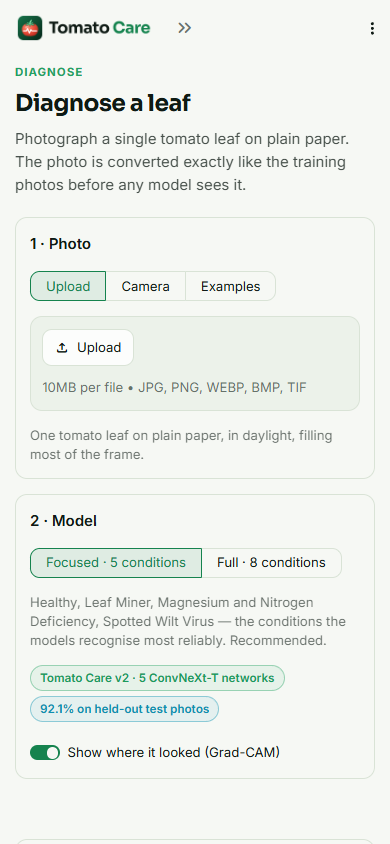 Tomato Care
DIAGNOSE
Diagnose a leaf
Photograph a single tomato leaf on plain paper.
The photo is converted exactly like the training
photos before any model sees it.
1 · Photo
Upload
Camera
Examples
Upload
10MB per file • JPG, PNG, WEBP, BMP, TIF
One tomato leaf on plain paper, in daylight, filling
most of the frame.
2 · Model
Focused · 5 conditions
Full · 8 conditions
Healthy, Leaf Miner, Magnesium and Nitrogen
Deficiency, Spotted Wilt Virus — the conditions the
models recognise most reliably. Recommended.
Tomato Care v2 · 5 ConvNeXt-T networks
92.1% on held-out test photos
Show where it looked (Grad-CAM)